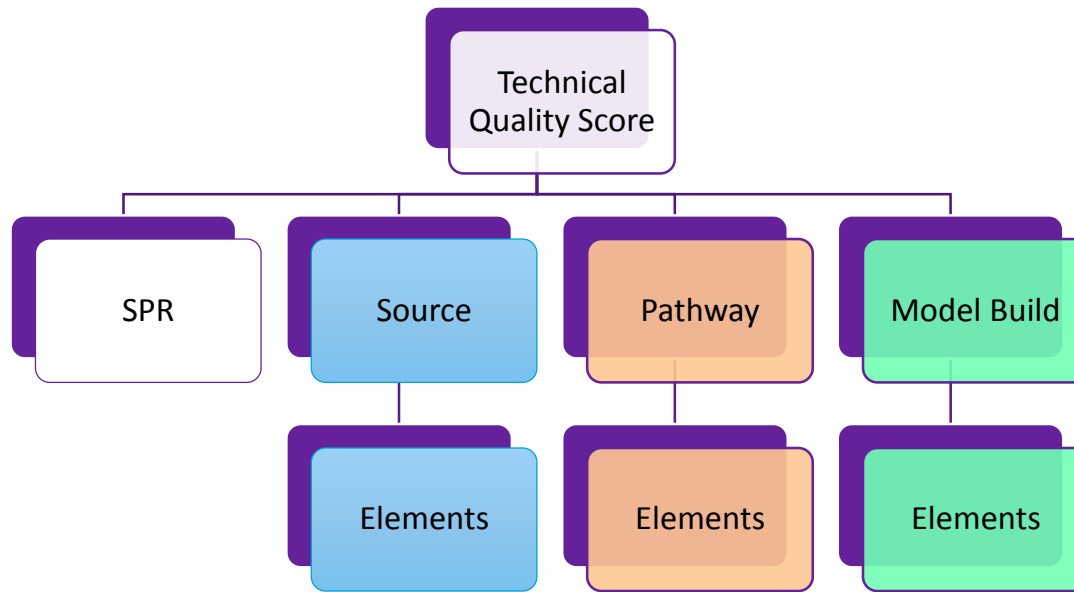 Technical
Quality Score
SPR
Source
Pathway
Model Build
Elements
Elements
Elements